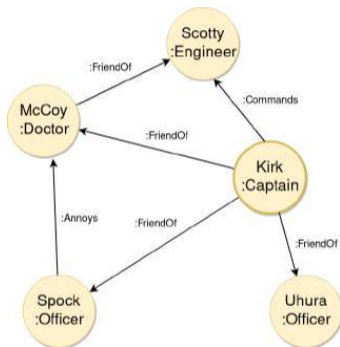 Scotty
:Engineer
:FriendOf
:Commands
McCoy
:Doctor
:FriendOf
Kirk
:Captain
:Annoys
:FriendOf
:FriendOf
Spock
:Officer
Uhura
:Officer